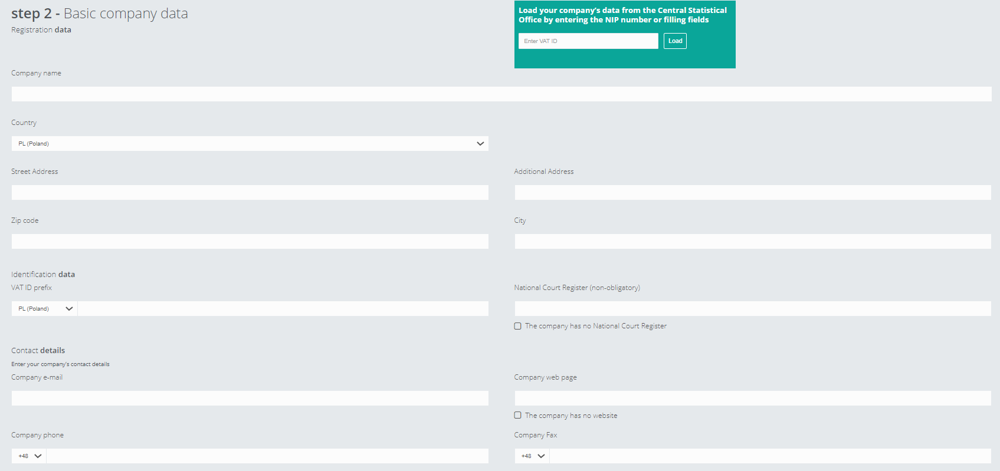 step 2 - Basic company data
Registration data
Load your company's data from the Central Statistical
Office by entering the NIP number or filling fields
Enter VAT ID
Load
Company name
Country
PL (Poland)
Street Address
Additional Address
Zip code
City
Identification data
VAT ID prefix
National Court Register (non-obligatory)
PL (Poland)
The company has no National Court Register
Contact details
Enter your company's contact details
Company e-mail
Company web page
The company has no website
Company phone
Company Fax
+48
+48